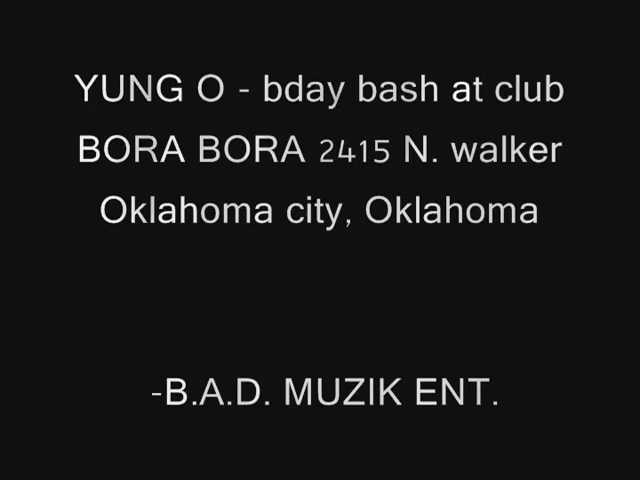 YUNG O - bday bash at club
BORA BORA 2415 N. walker
Oklahoma city, Oklahoma
-B.A.D. MUZIK ENT.